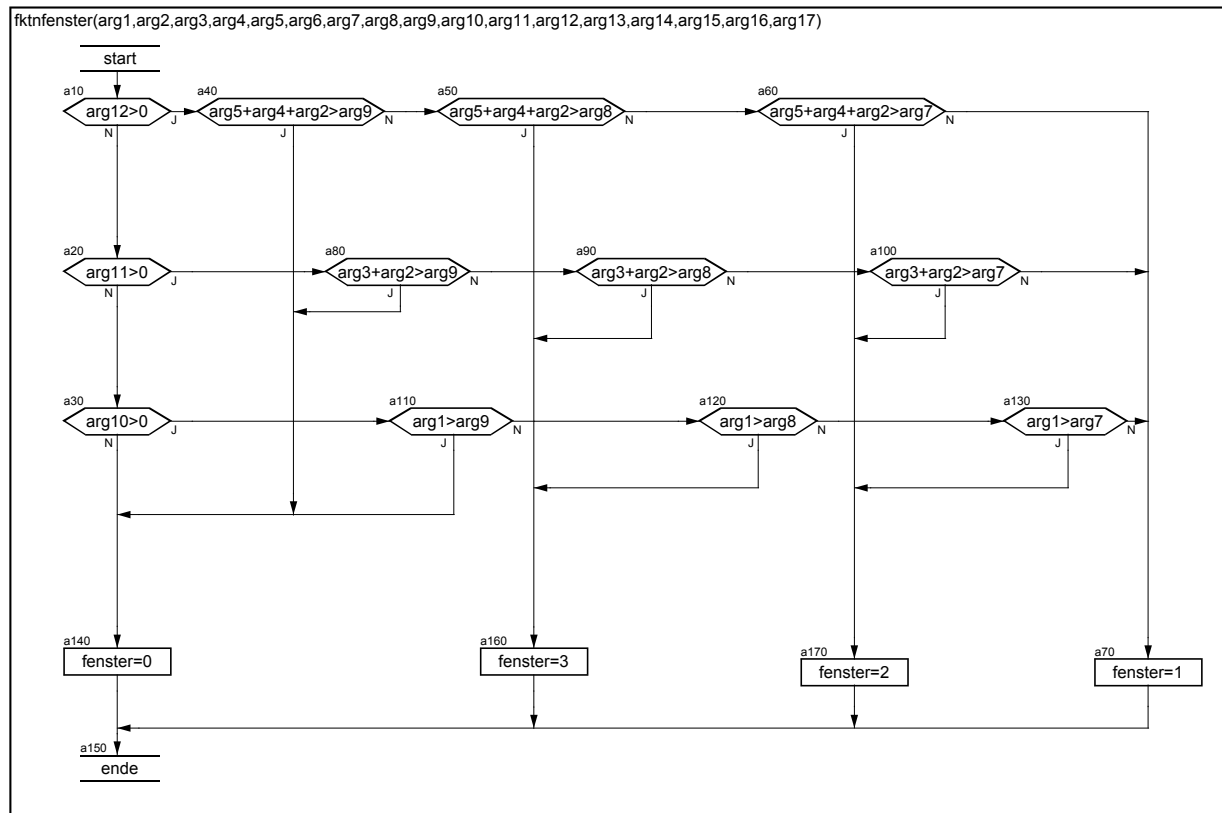 fktnfenster(arg1,arg2,arg3,arg4,arg5,arg6,arg7,arg8,arg9,arg10,arg11,arg12,arg13,arg14,arg15,arg16,arg17)
start
a10
arg12>0
J
N
a40
arg5+arg4+arg2>arg9
N
J
a50
arg5+arg4+arg2>arg8
N
J
a60
arg5+arg4+arg2>arg7
N
J
a20
arg11>0
J
N
a80
arg3+arg2>arg9
N
J
a90
arg3+arg2>arg8
N
J
a100
arg3+arg2>arg7
N
J
a30
arg10>0
J
N
a110
arg1>arg9
N
J
a120
arg1>arg8
N
J
a130
arg1>arg7
N
J
a140
fenster=0
a160
fenster=3
a170
fenster=2
a70
fenster=1
a150
ende